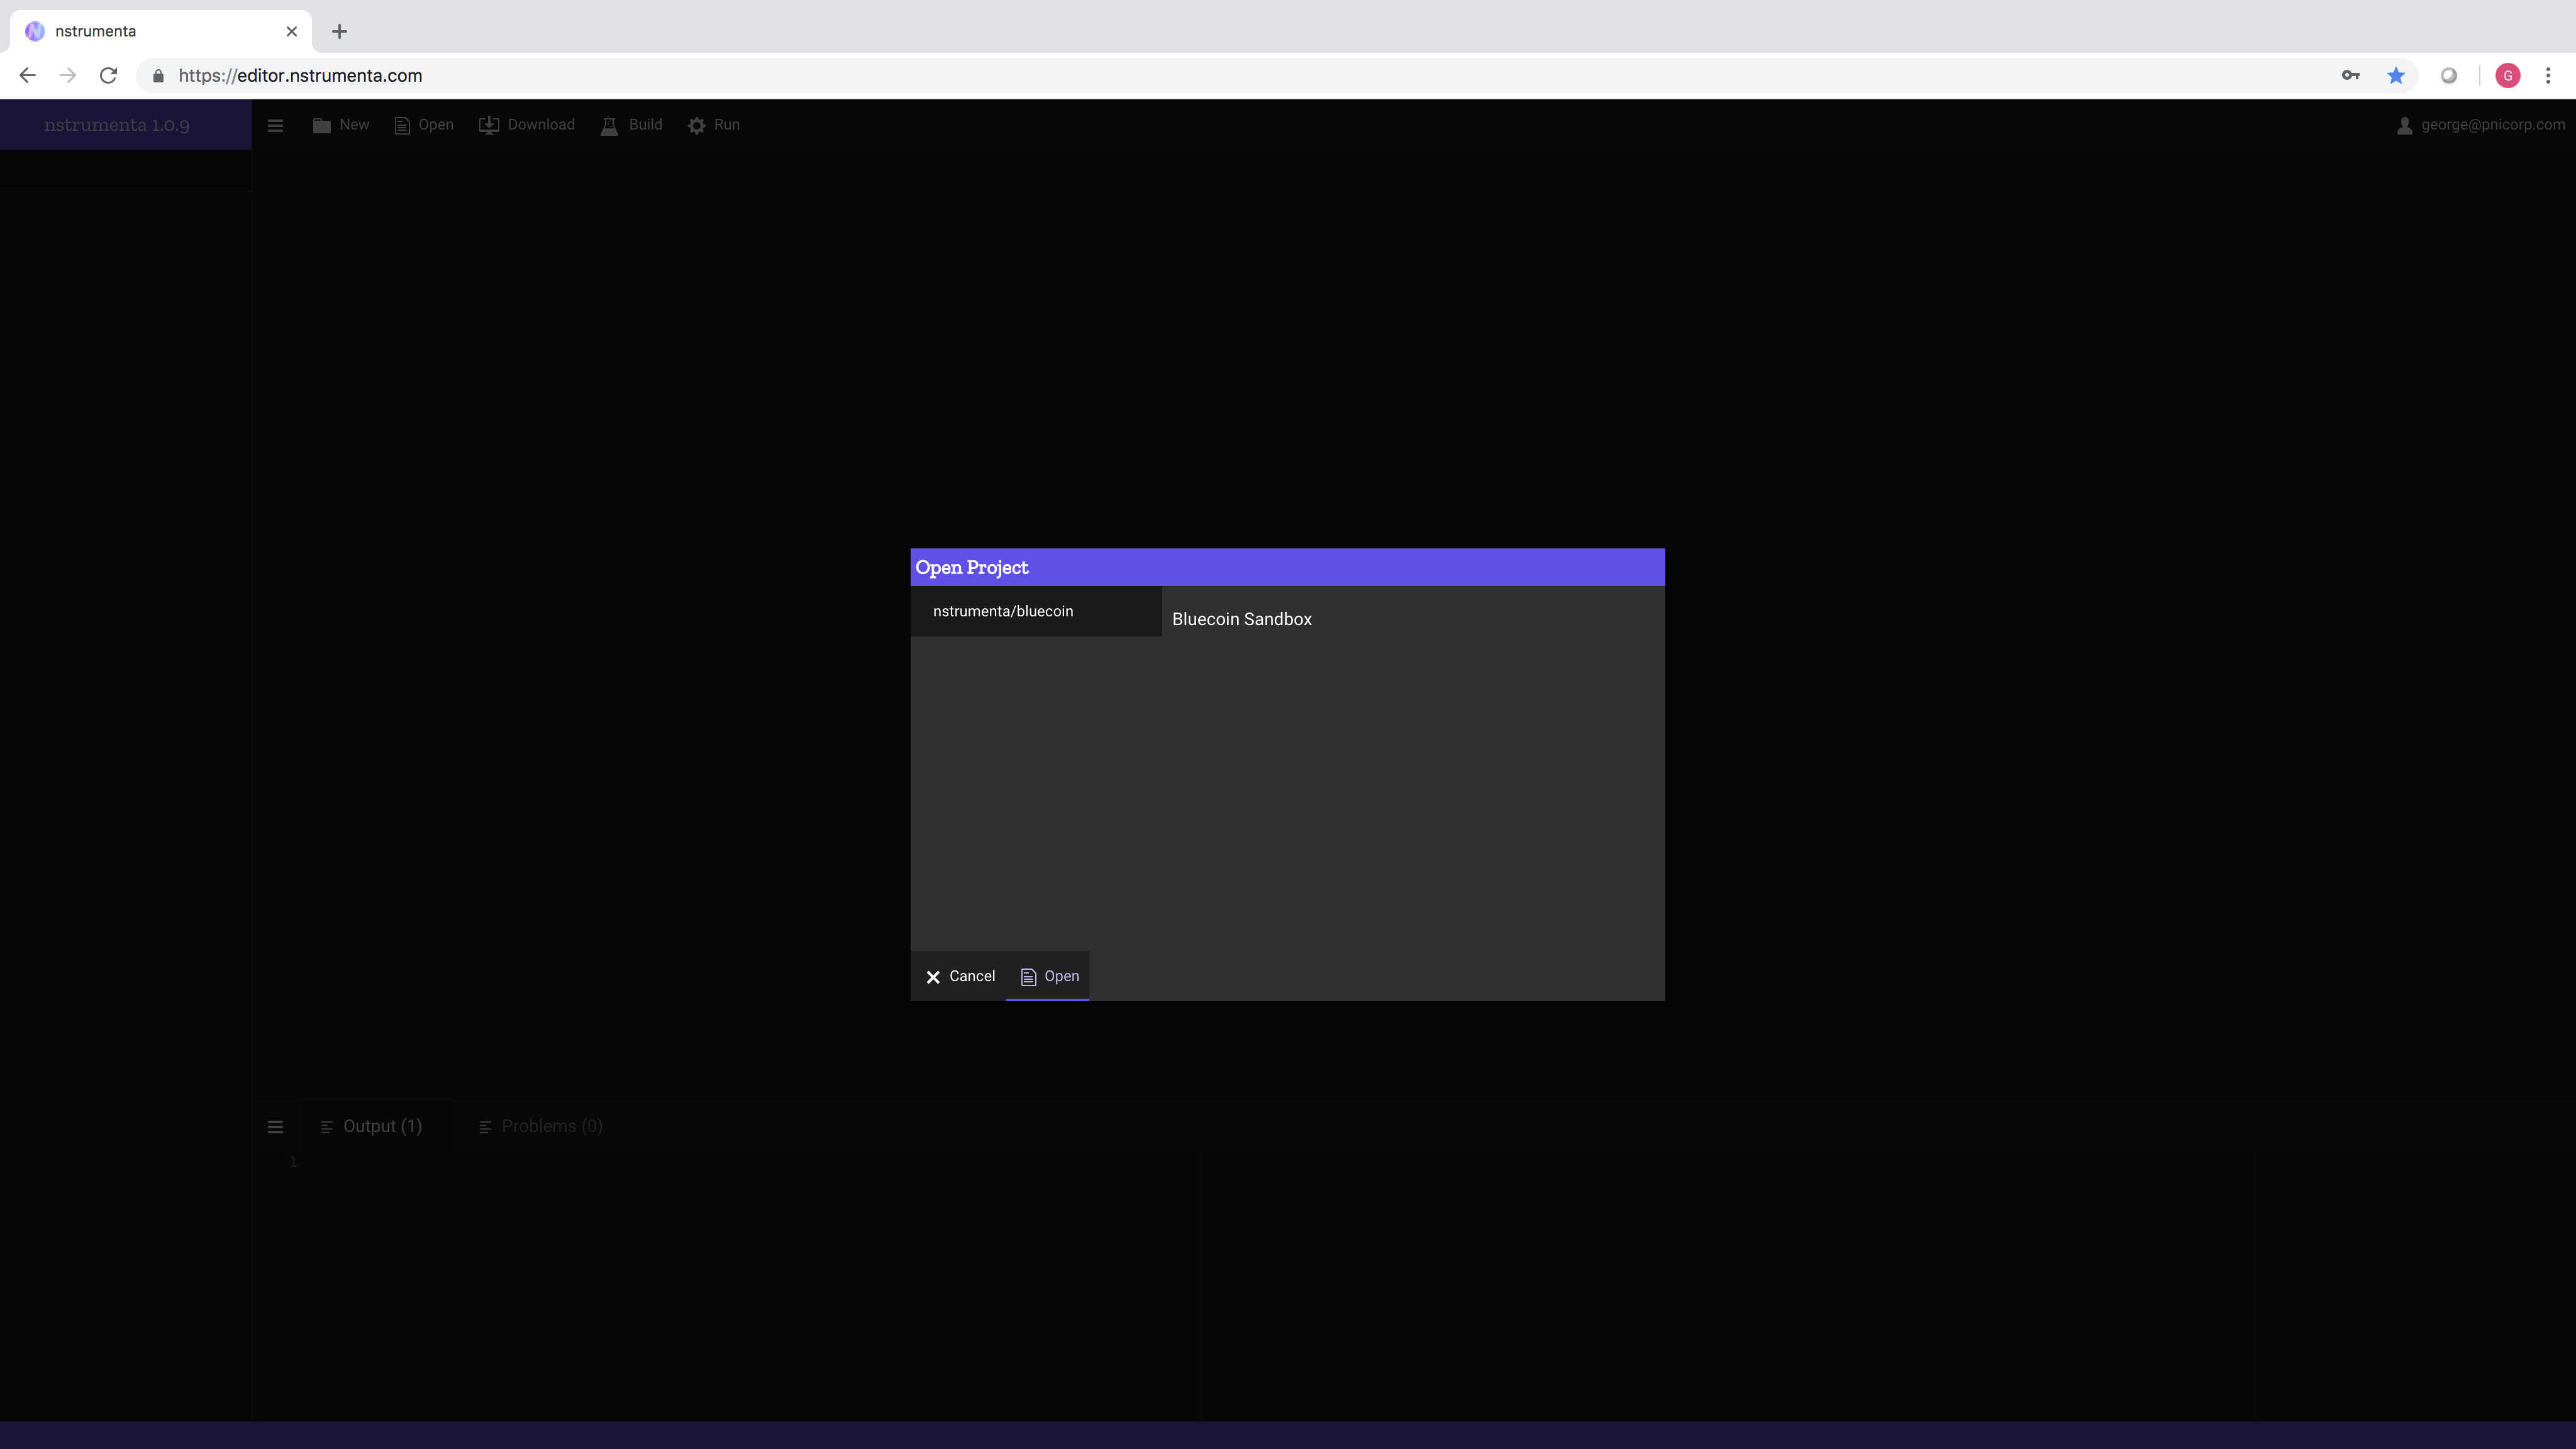 nstrumenta
https://editor.nstrumenta.com
G
nstrumenta 1.0.9
New Open Download Build Run
george@pnicorp.com
Open Project
nstrumenta/bluecoin
Bluecoin Sandbox
Cancel Open
Output (1) Problems (0)
1